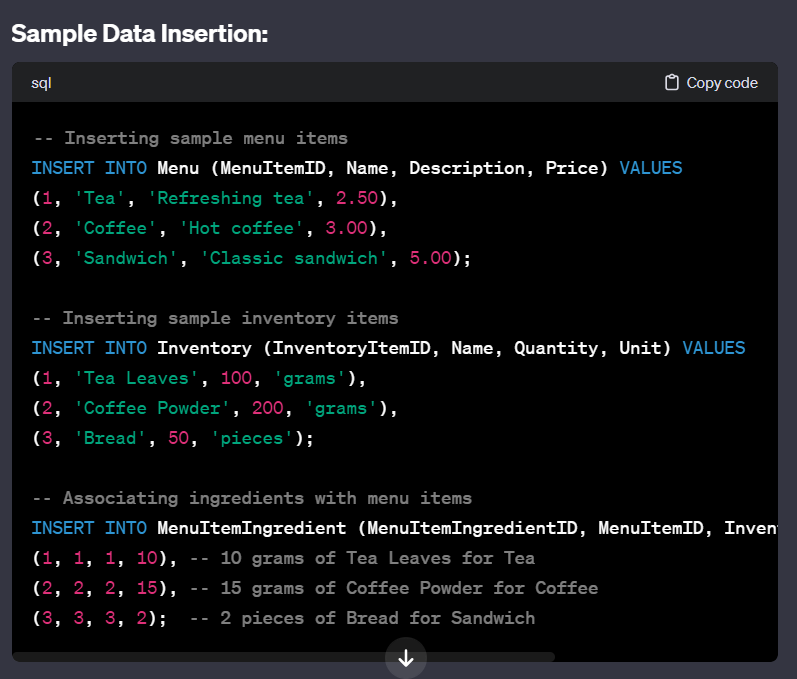 Sample Data Insertion:
sql
Copy code
-- Inserting sample menu items
INSERT INTO Menu (MenuItemID, Name, Description, Price) VALUES
(1, 'Tea', 'Refreshing tea', 2.50),
(2, 'Coffee', 'Hot coffee', 3.00),
(3, 'Sandwich', 'Classic sandwich', 5.00);
-- Inserting sample inventory items
INSERT INTO Inventory (InventoryItemID, Name, Quantity, Unit) VALUES
(1, 'Tea Leaves', 100, 'grams'),
(2, 'Coffee Powder', 200, 'grams'),
(3, 'Bread', 50, 'pieces');
-- Associating ingredients with menu items
INSERT INTO MenuItemIngredient (MenuItemIngredientID, MenuItemID, Inven
(1, 1, 1, 10), -- 10 grams of Tea Leaves for Tea
(2, 2, 2, 15), -- 15 grams of Coffee Powder for Coffee
(3, 3, 3, 2);  -- 2 pieces of Bread for Sandwich